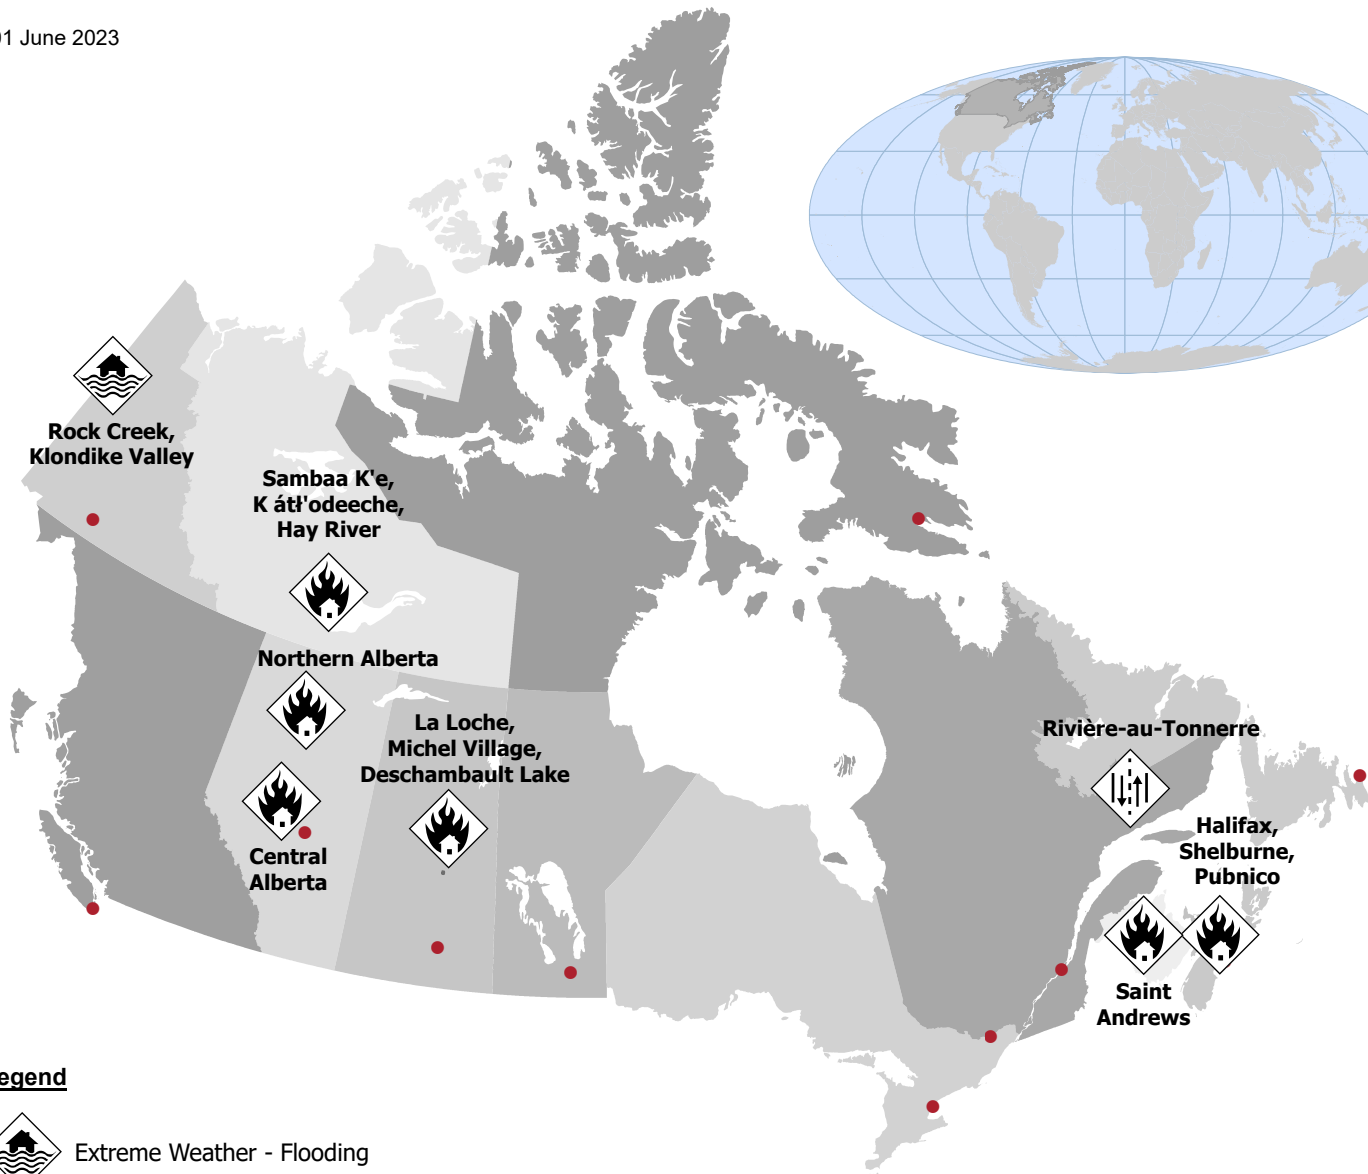 01 June 2023
Rock Creek,
Klondike Valley
Sambaa K'e,
K átł'odeeche,
Hay River
Northern Alberta
La Loche,
Michel Village,
Deschambault Lake
Central
Alberta
Rivière-au-Tonnerre
Halifax,
Shelburne,
Pubnico
Saint
Andrews
egend
Extreme Weather - Flooding